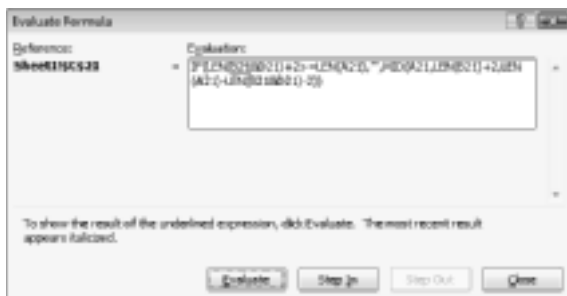 Evaluate Formula
Reference:
Evaluation:
Sheet1!$C$21
= IF(LEN(B21&D21)+2>=LEN(A21),"",MID(A21,LEN(B21)+2,LEN
(A21)-LEN(B21&D21)-2))
To show the result of the underlined expression, click Evaluate. The most recent result
appears italicized.
Evaluate
Step In
Step Out
Close